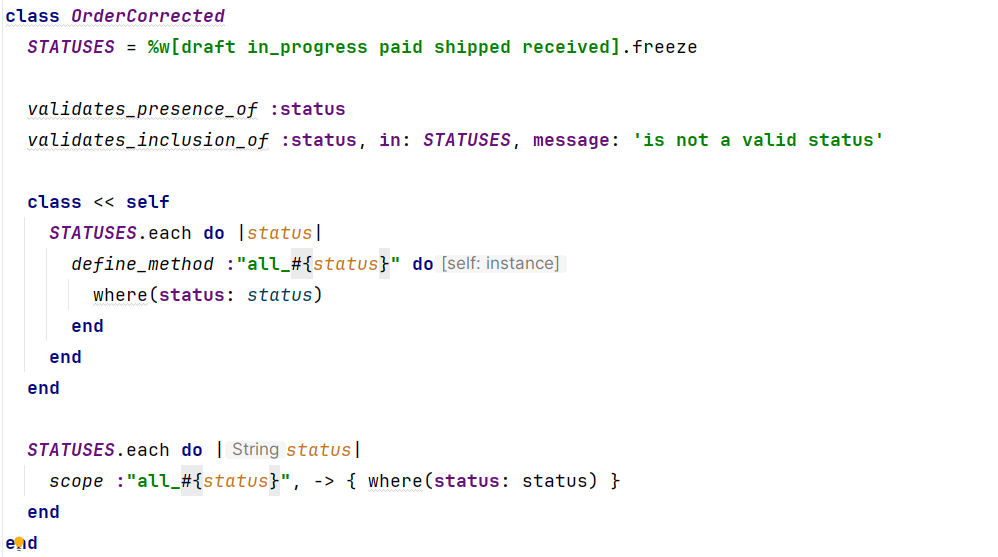 class OrderCorrected
STATUSES = %w[draft in_progress paid shipped received].freeze
validates_presence_of :status
validates_inclusion_of :status, in: STATUSES, message: 'is not a valid status'
class << self
STATUSES.each do |status|
define_method :"all_#{status}" do [self: instance]
where(status: status)
end
end
end
STATUSES.each do |String status|
scope :"all_#{status}", -> { where(status: status) }
end
end